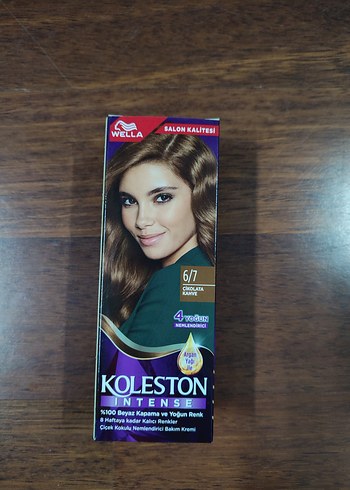 WELLA
SALON KALİTESİ
6/7
ÇİKOLATA
KAHVE
4 YOĞUN
NEMLENDİRİCİ
Argan
Yağı
ile
KOLESTON
INTENSE
%100 Beyaz Kapama ve Yoğun Renk
8 Haftaya kadar Kalıcı Renkler
Çiçek Kokulu Nemlendirici Bakım Kremi